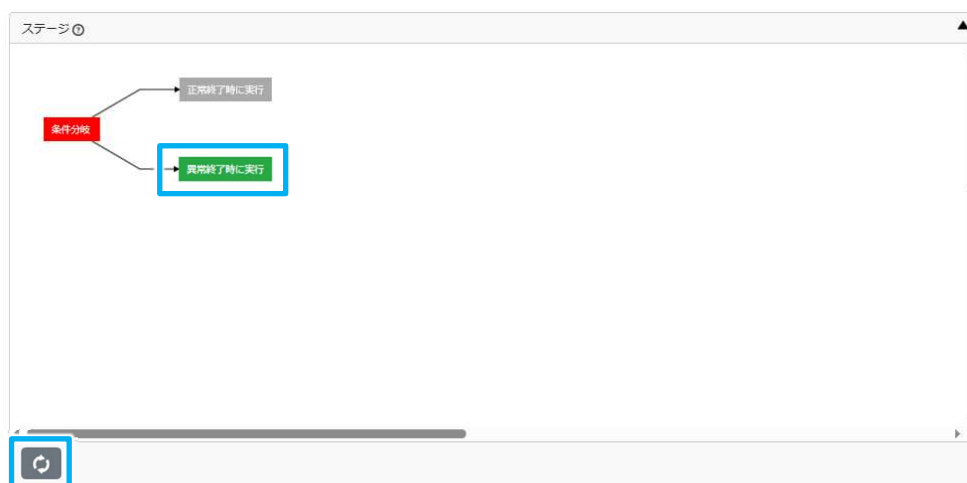 ステージ
正常終了時に実行
条件分岐
異常終了時に実行